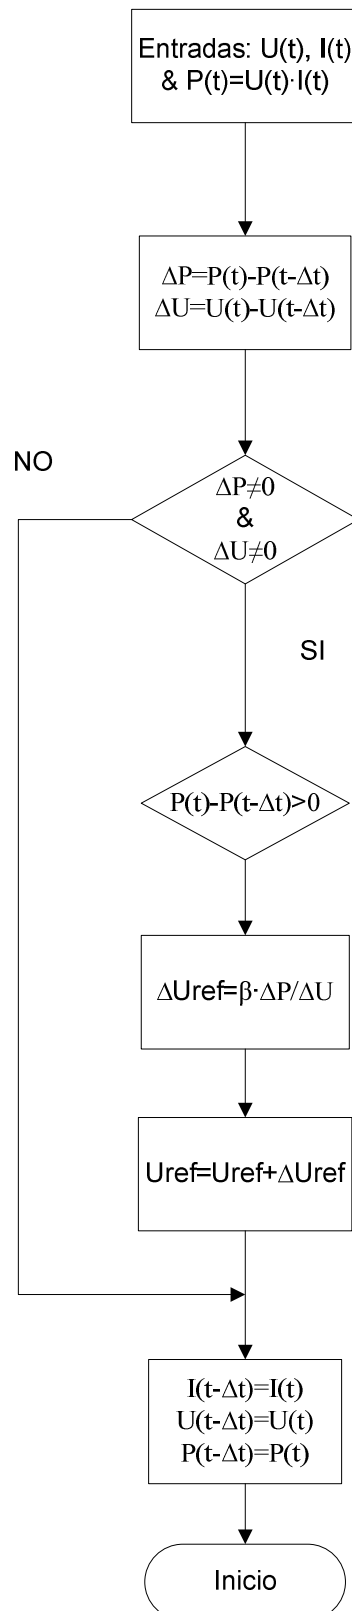 Entradas: U(t), I(t)
& P(t)=U(t)·I(t)
ΔP=P(t)-P(t-Δt)
ΔU=U(t)-U(t-Δt)
NO
ΔP≠0
&
ΔU≠0
SI
P(t)-P(t-Δt)>0
ΔUref=β·ΔP/ΔU
Uref=Uref+ΔUref
I(t-Δt)=I(t)
U(t-Δt)=U(t)
P(t-Δt)=P(t)
Inicio